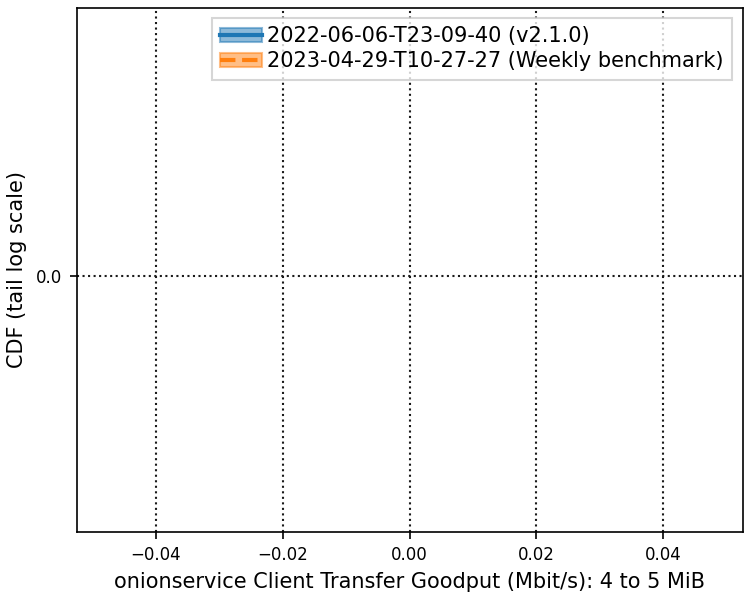 2022-06-06-T23-09-40 (v2.1.0)
2023-04-29-T10-27-27 (Weekly benchmark)
CDF (tail log scale)
0.0
−0.04
−0.02
0.00
0.02
0.04
onionservice Client Transfer Goodput (Mbit/s): 4 to 5 MiB